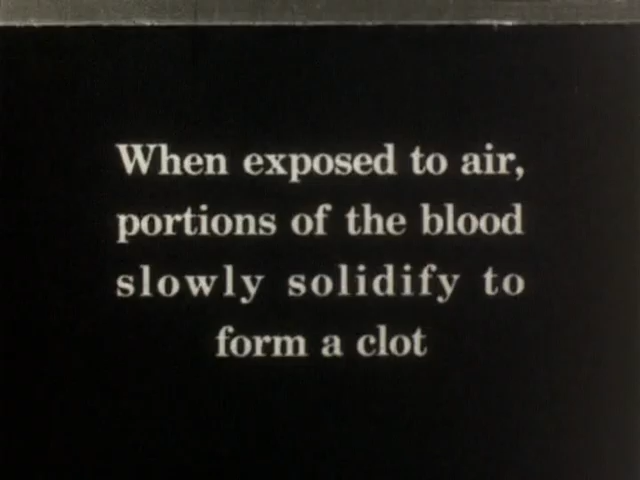 When exposed to air,
portions of the blood
slowly solidify to
form a clot